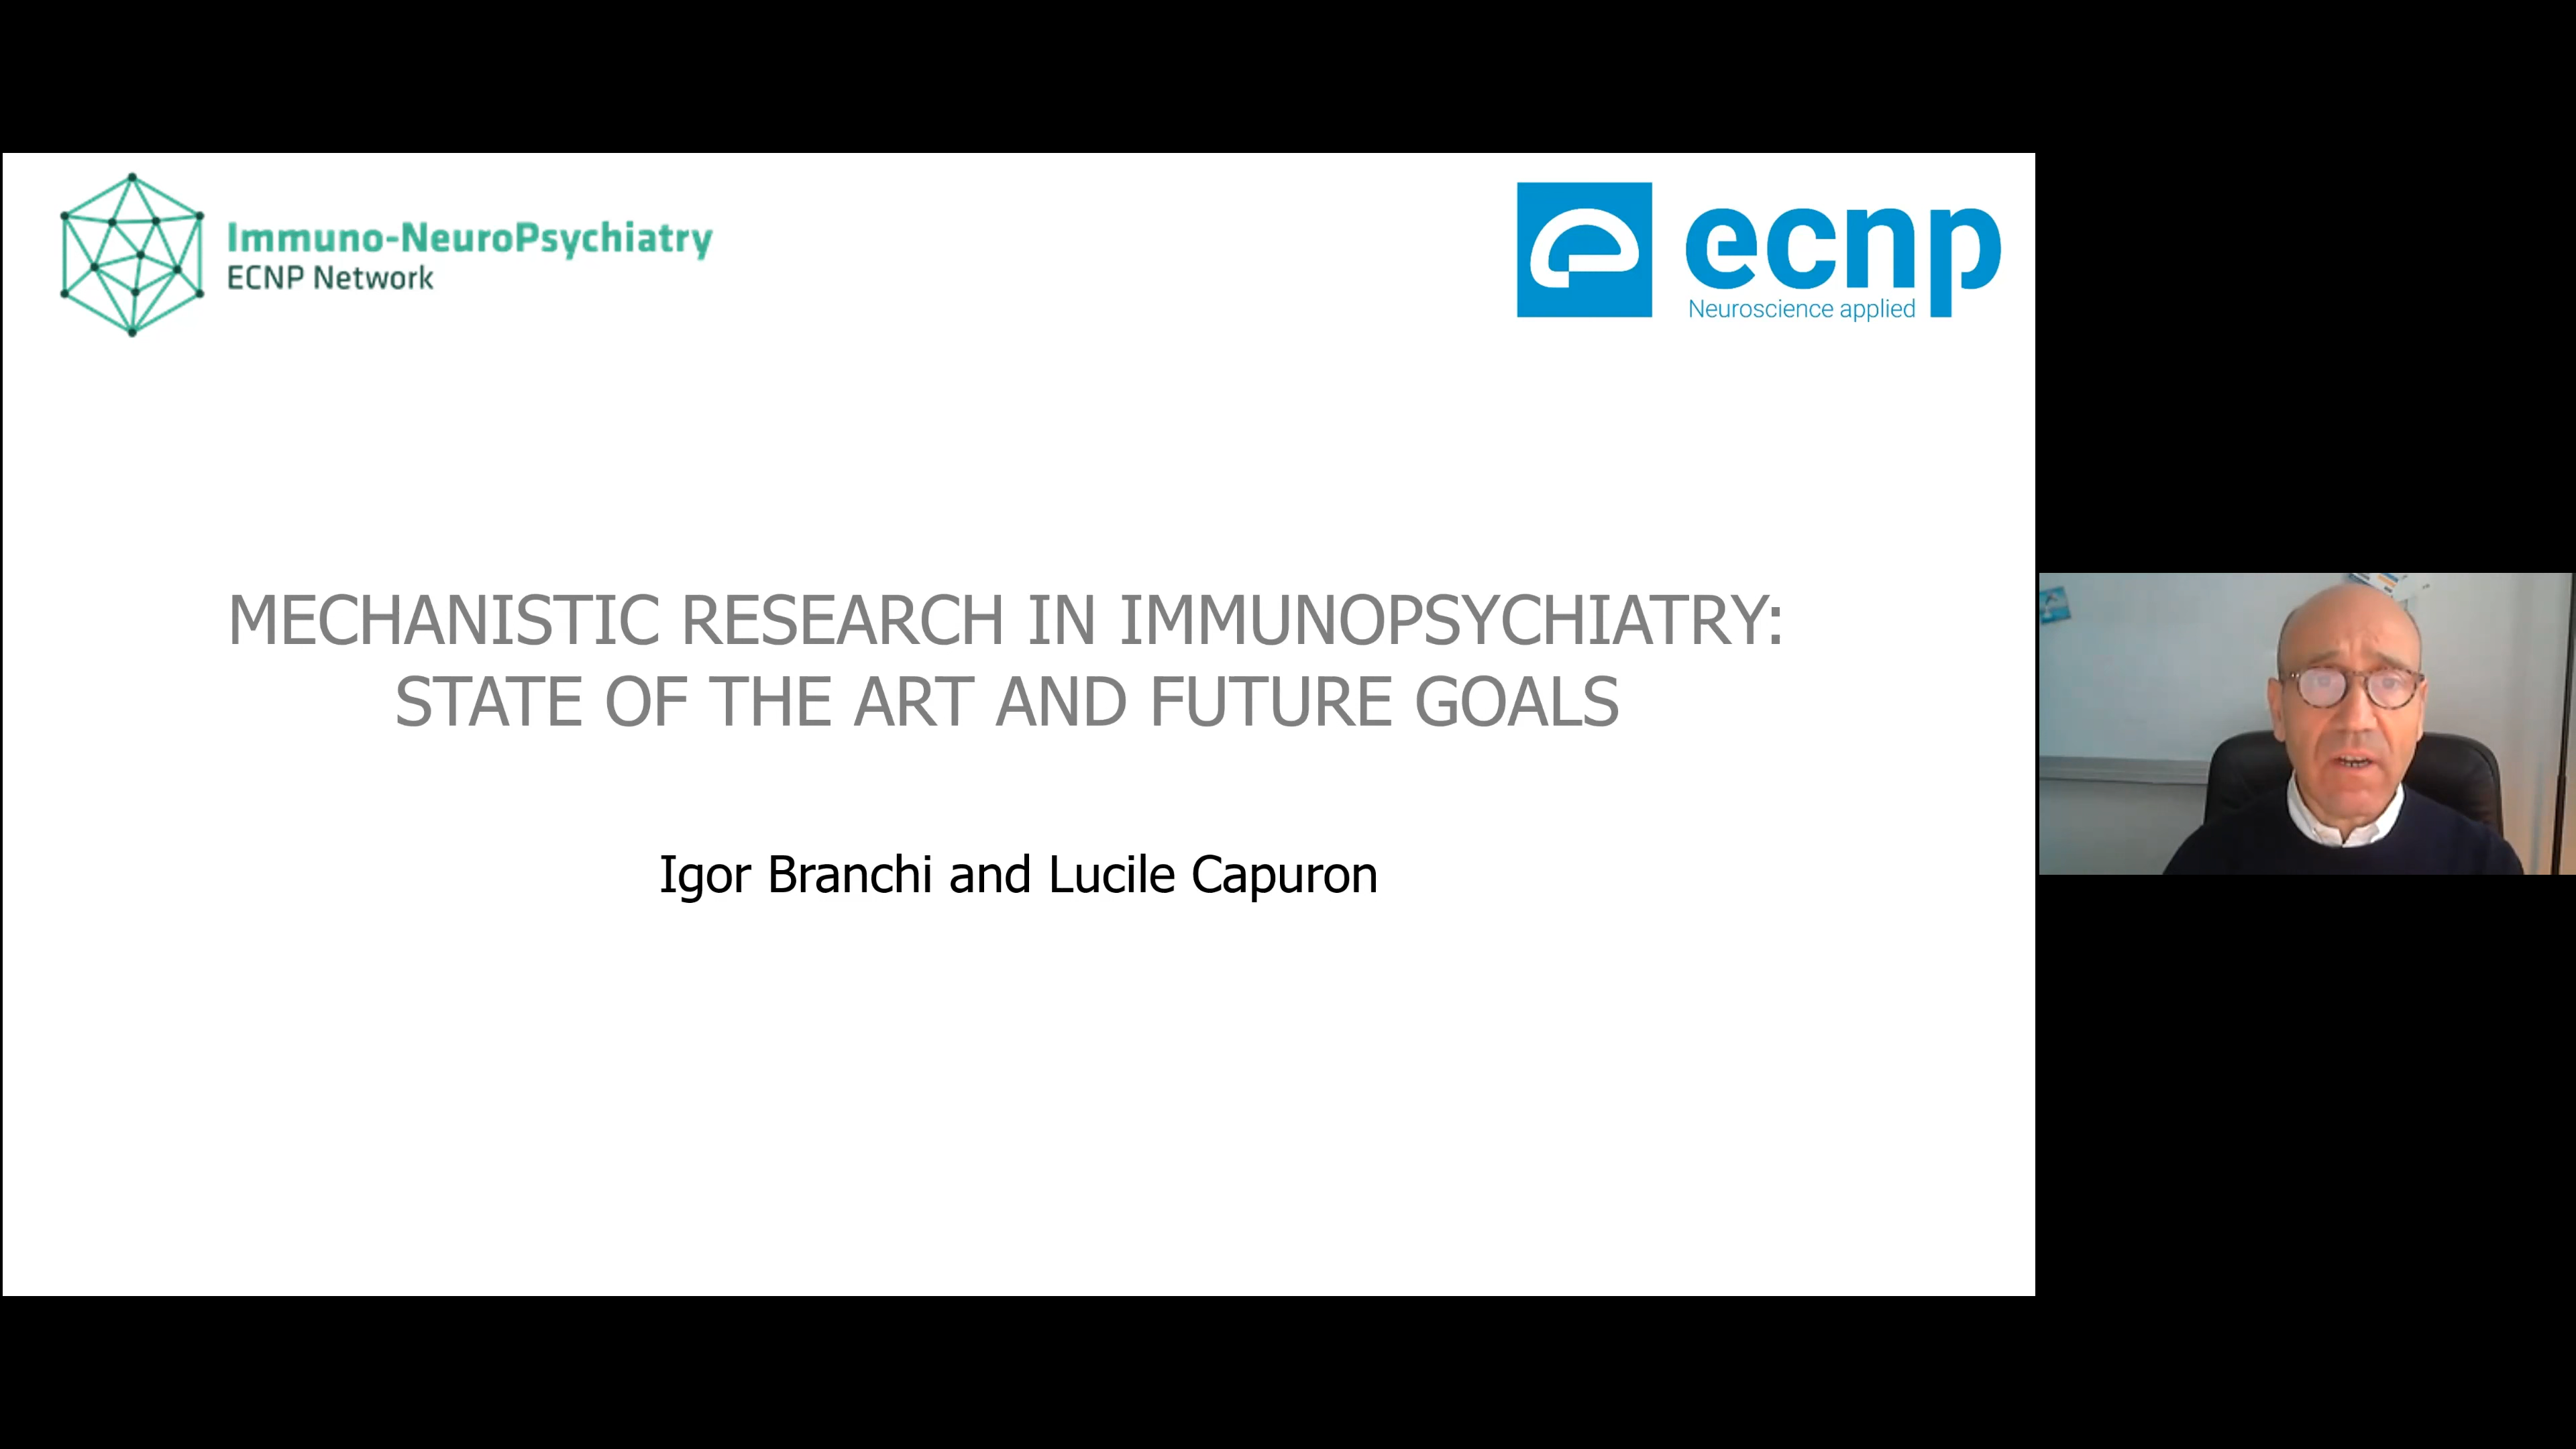 Immuno-NeuroPsychiatry
ECNP Network
ecnp
Neuroscience applied
MECHANISTIC RESEARCH IN IMMUNOPSYCHIATRY:
STATE OF THE ART AND FUTURE GOALS
Igor Branchi and Lucile Capuron